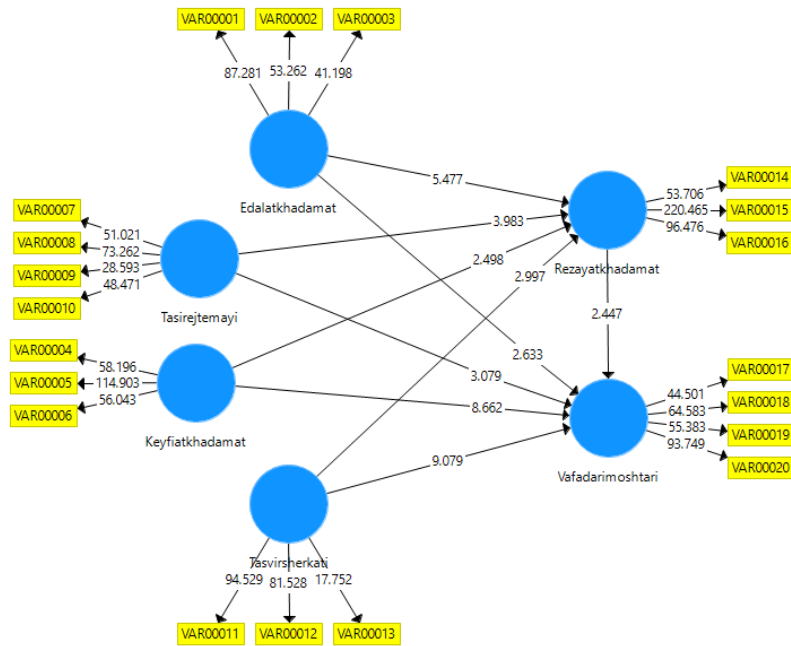 VAR00001
VAR00002
VAR00003
87.281
53.262
41.198
Edalatkhadamat
5.477
VAR00014
VAR00015
VAR00016
53.706
220.465
96.476
Rezayatkhadamat
VAR00007
VAR00008
VAR00009
VAR00010
51.021
73.262
28.593
48.471
Tasirejtemayi
3.983
2.498
2.997
2.447
2.633
3.079
VAR00004
VAR00005
VAR00006
58.196
114.903
56.043
Keyfiatkhadamat
8.662
9.079
VAR00017
VAR00018
VAR00019
VAR00020
44.501
64.583
55.383
93.749
Vafadarimoshtari
Tasvirsherkati
94.529
81.528
17.752
VAR00011
VAR00012
VAR00013